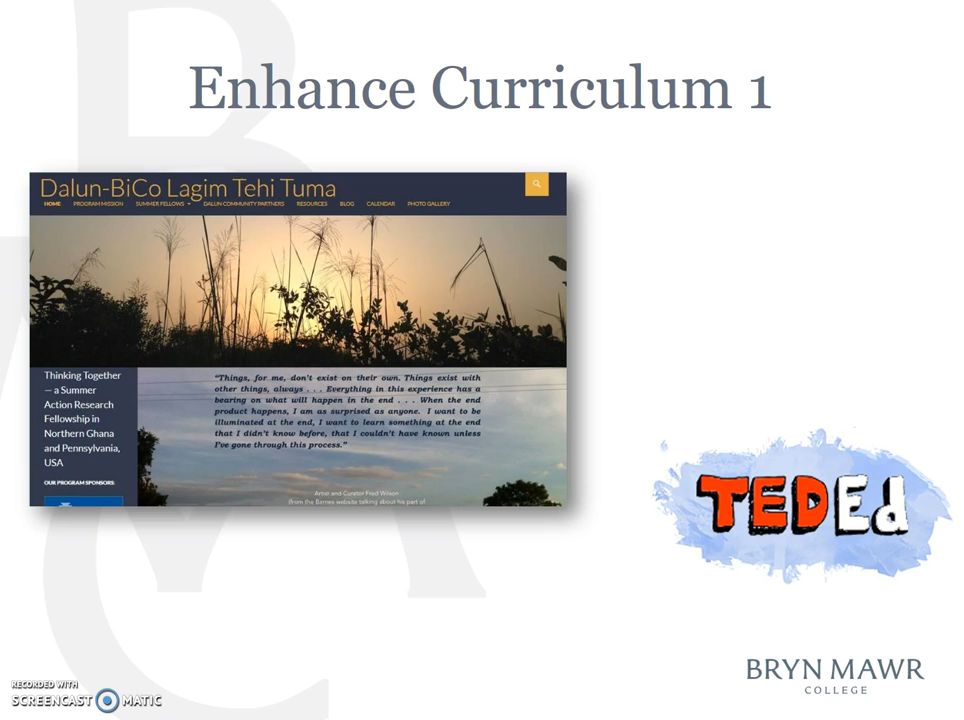 Enhance Curriculum 1
Dalun-BiCo Lagim Tehi Tuma
HOME PROGRAM MISSION SUMMER FELLOWS DALUN COMMUNITY PARTNERS RESOURCES BLOG CALENDAR PHOTO GALLERY
Thinking Together
— a Summer
Action Research
Fellowship in
Northern Ghana
and Pennsylvania,
USA
OUR PROGRAM SPONSORS:
“Things, for me, don’t exist on their own. Things exist with
other things, always . . . Everything in this experience has a
bearing on what will happen in the end . . . When the end
product happens, I am as surprised as anyone. I want to be
illuminated at the end, I want to learn something at the end
that I didn’t know before, that I couldn’t have known unless
I’ve gone through this process.”
Artist and Curator Fred Wilson
(from the Barnes website talking about his part of
TEDEd
BRYN MAWR
COLLEGE
RECORDED WITH
SCREENCAST MATIC